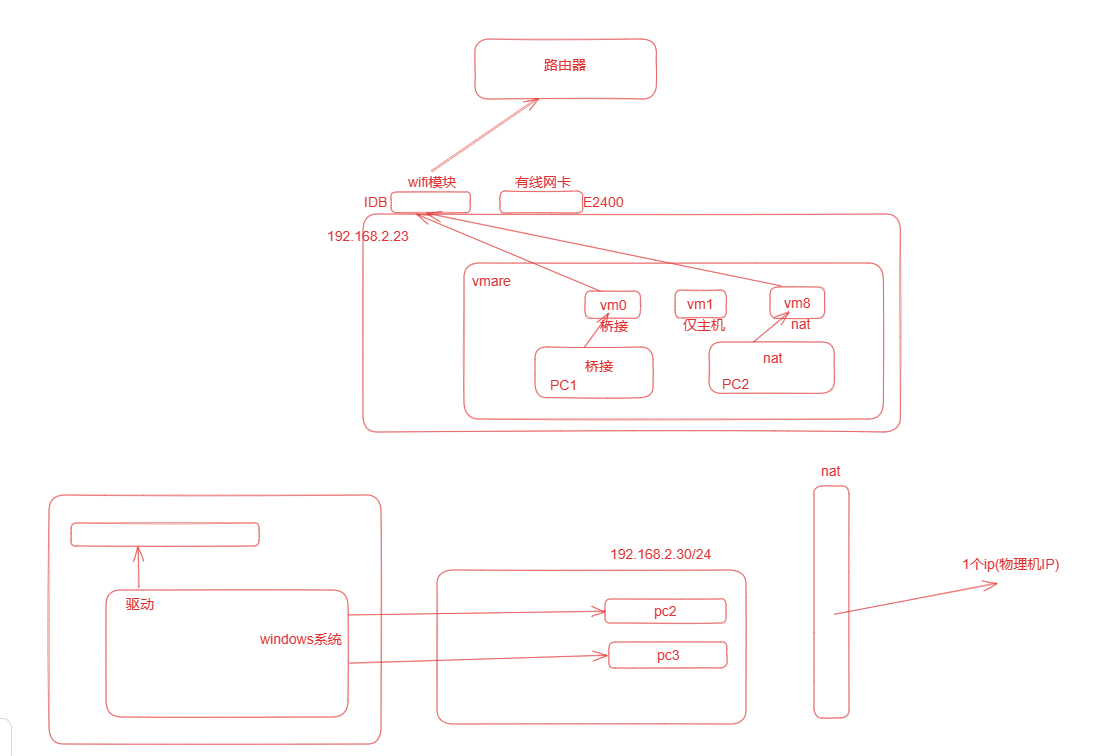 路由器
wifi模块
有线网卡
IDB
E2400
192.168.2.23
vmare
vm0
vm1
vm8
桥接
仅主机
nat
桥接
nat
PC1
PC2
nat
192.168.2.30/24
1个ip(物理机IP)
驱动
pc2
windows系统
pc3